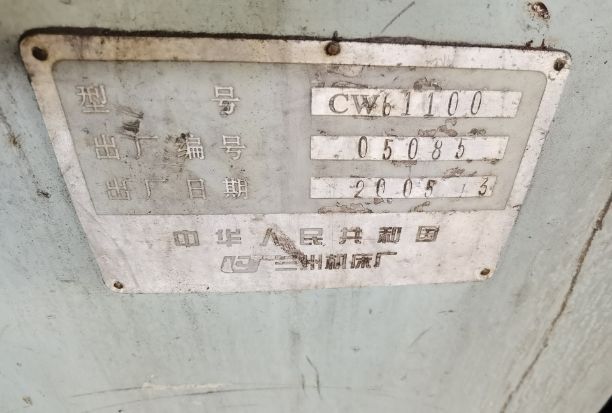 型 号 CW61100
出厂编号 05085
出厂日期 2005.3
中华人民共和国
兰州机床厂